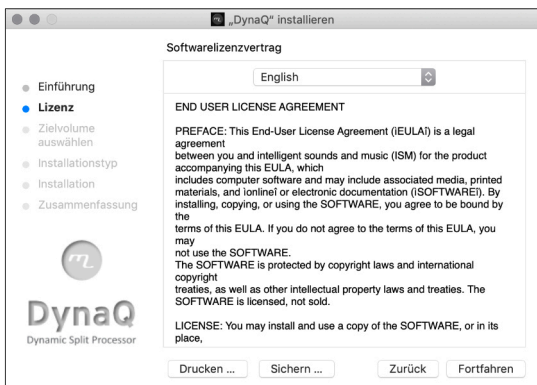 „DynaQ“ installieren
Softwarelizenzvertrag
Einführung
Lizenz
Zielvolume
auswählen
Installationstyp
Installation
Zusammenfassung
DynaQ
Dynamic Split Processor
English
END USER LICENSE AGREEMENT
PREFACE: This End-User License Agreement (ìEULAî) is a legal
agreement
between you and intelligent sounds and music (ISM) for the product
accompanying this EULA, which
includes computer software and may include associated media, printed
materials, and ìonlineî or electronic documentation (ìSOFTWAREî). By
installing, copying, or using the SOFTWARE, you agree to be bound by
the
terms of this EULA. If you do not agree to the terms of this EULA, you
may
not use the SOFTWARE.
The SOFTWARE is protected by copyright laws and international
copyright
treaties, as well as other intellectual property laws and treaties. The
SOFTWARE is licensed, not sold.
LICENSE: You may install and use a copy of the SOFTWARE, or in its
place,
Drucken ...
Sichern ...
Zurück
Fortfahren